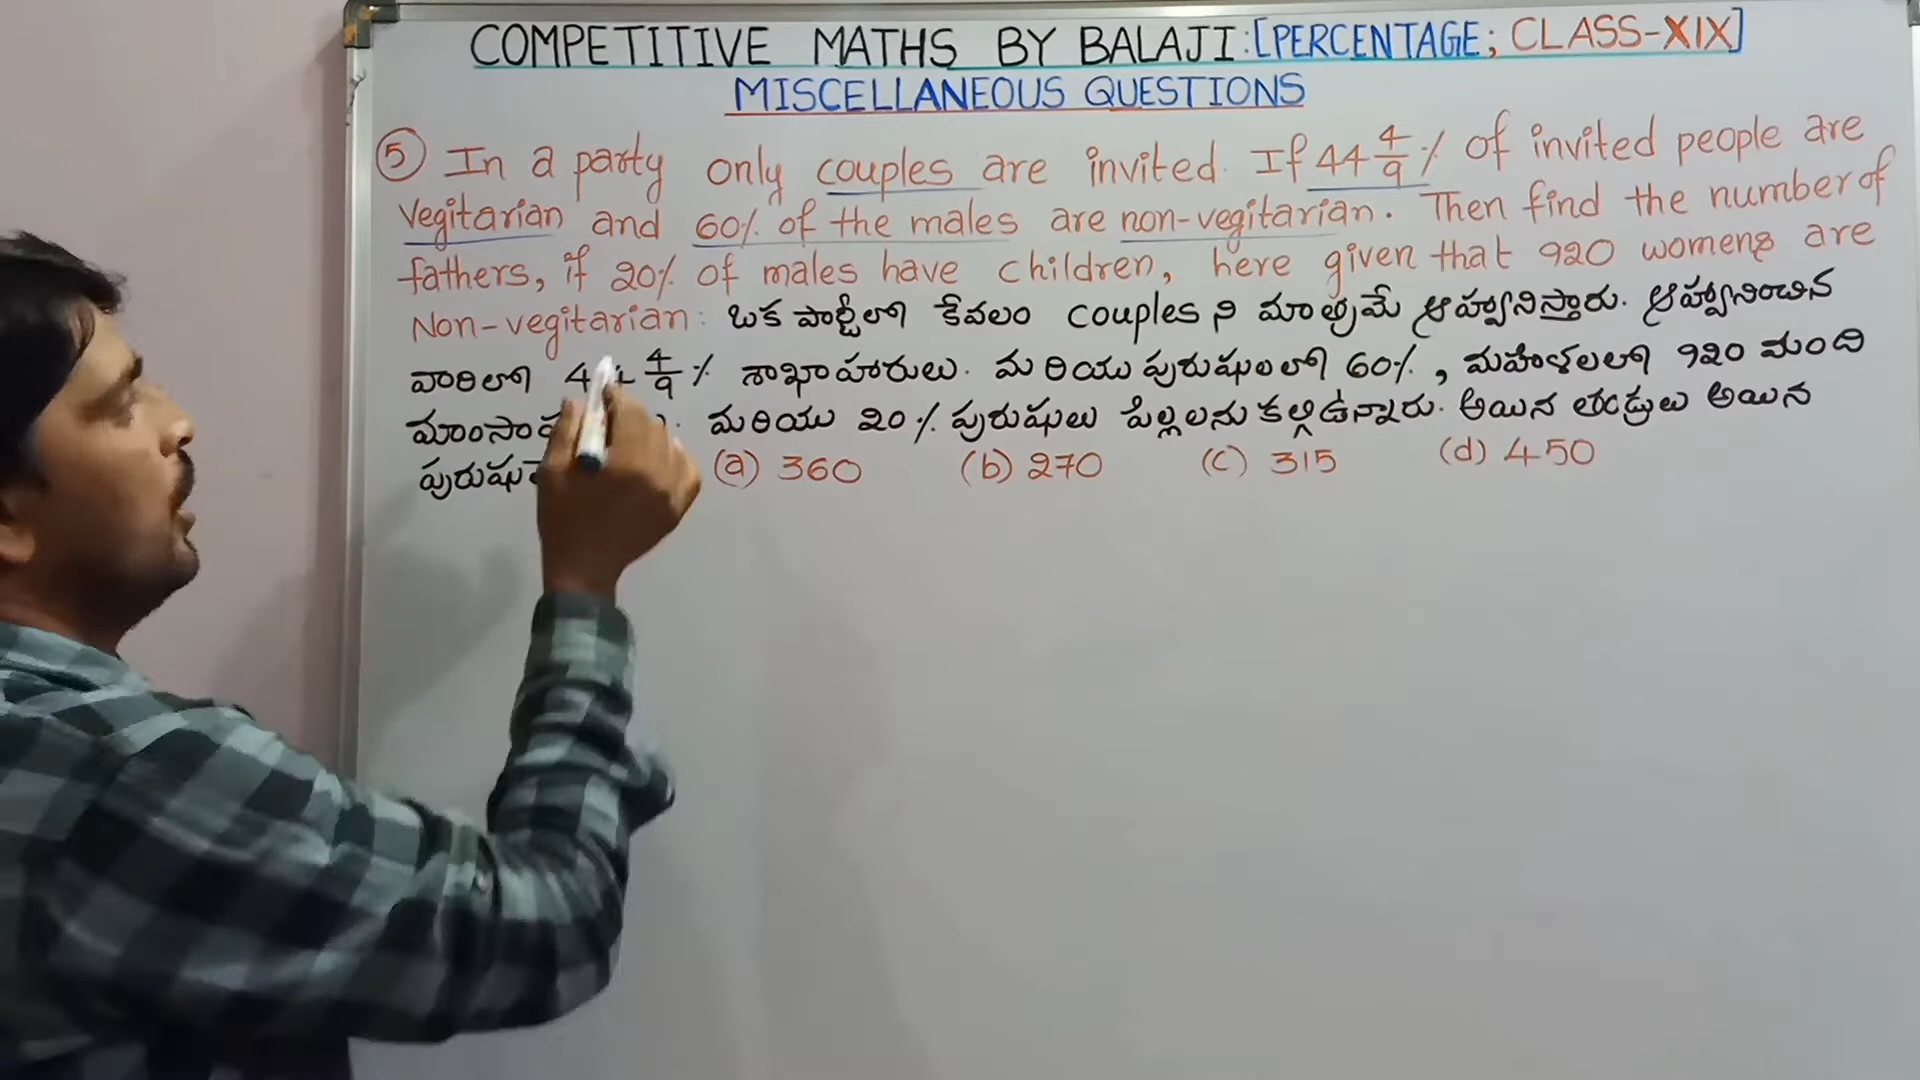 COMPETITIVE MATHS BY BALAJI:[PERCENTAGE; CLASS-XIX]
MISCELLANEOUS QUESTIONS
⑤ In a party only couples are invited. If 44 4/9 % of invited people are
vegitarian and 60% of the males are non-vegitarian. Then find the number of
fathers, if 20% of males have children, here given that 920 womens are
Non-vegitarian: ఒక పార్టీలో కేవలం couples ని మాత్రమే ఆహ్వానిస్తారు. ఆహ్వానించిన
వారిలో 44 4/9 % శాఖాహారులు. మరియు పురుషులలో 60%, మహిళలలో 920 మంది
మరియు 20% పురుషులు పిల్లలను కల్గిఉన్నారు. అయిన తండ్రులు అయిన
(a) 360 (b) 270 (c) 315 (d) 450